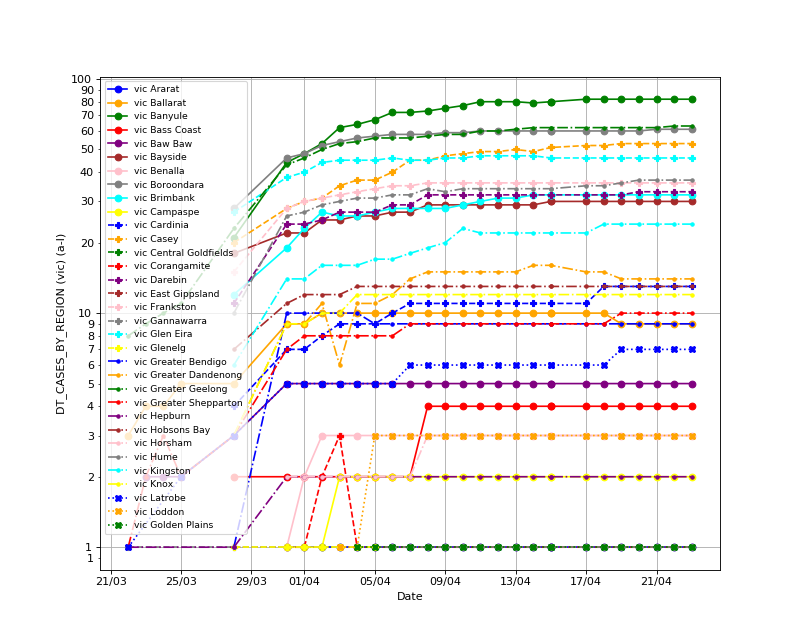 100
90
80
70
60
50
40
30
20
10
9
8
7
6
5
4
3
2
1
1
DT_CASES_BY_REGION (vic) (a-l)
vic Ararat
vic Ballarat
vic Banyule
vic Bass Coast
vic Baw Baw
vic Bayside
vic Benalla
vic Boroondara
vic Brimbank
vic Campaspe
vic Cardinia
vic Casey
vic Central Goldfields
vic Corangamite
vic Darebin
vic East Gippsland
vic Frankston
vic Gannawarra
vic Glen Eira
vic Glenelg
vic Greater Bendigo
vic Greater Dandenong
vic Greater Geelong
vic Greater Shepparton
vic Hepburn
vic Hobsons Bay
vic Horsham
vic Hume
vic Kingston
vic Knox
vic Latrobe
vic Loddon
vic Golden Plains
21/03 25/03 29/03 01/04 05/04 09/04 13/04 17/04 21/04
Date